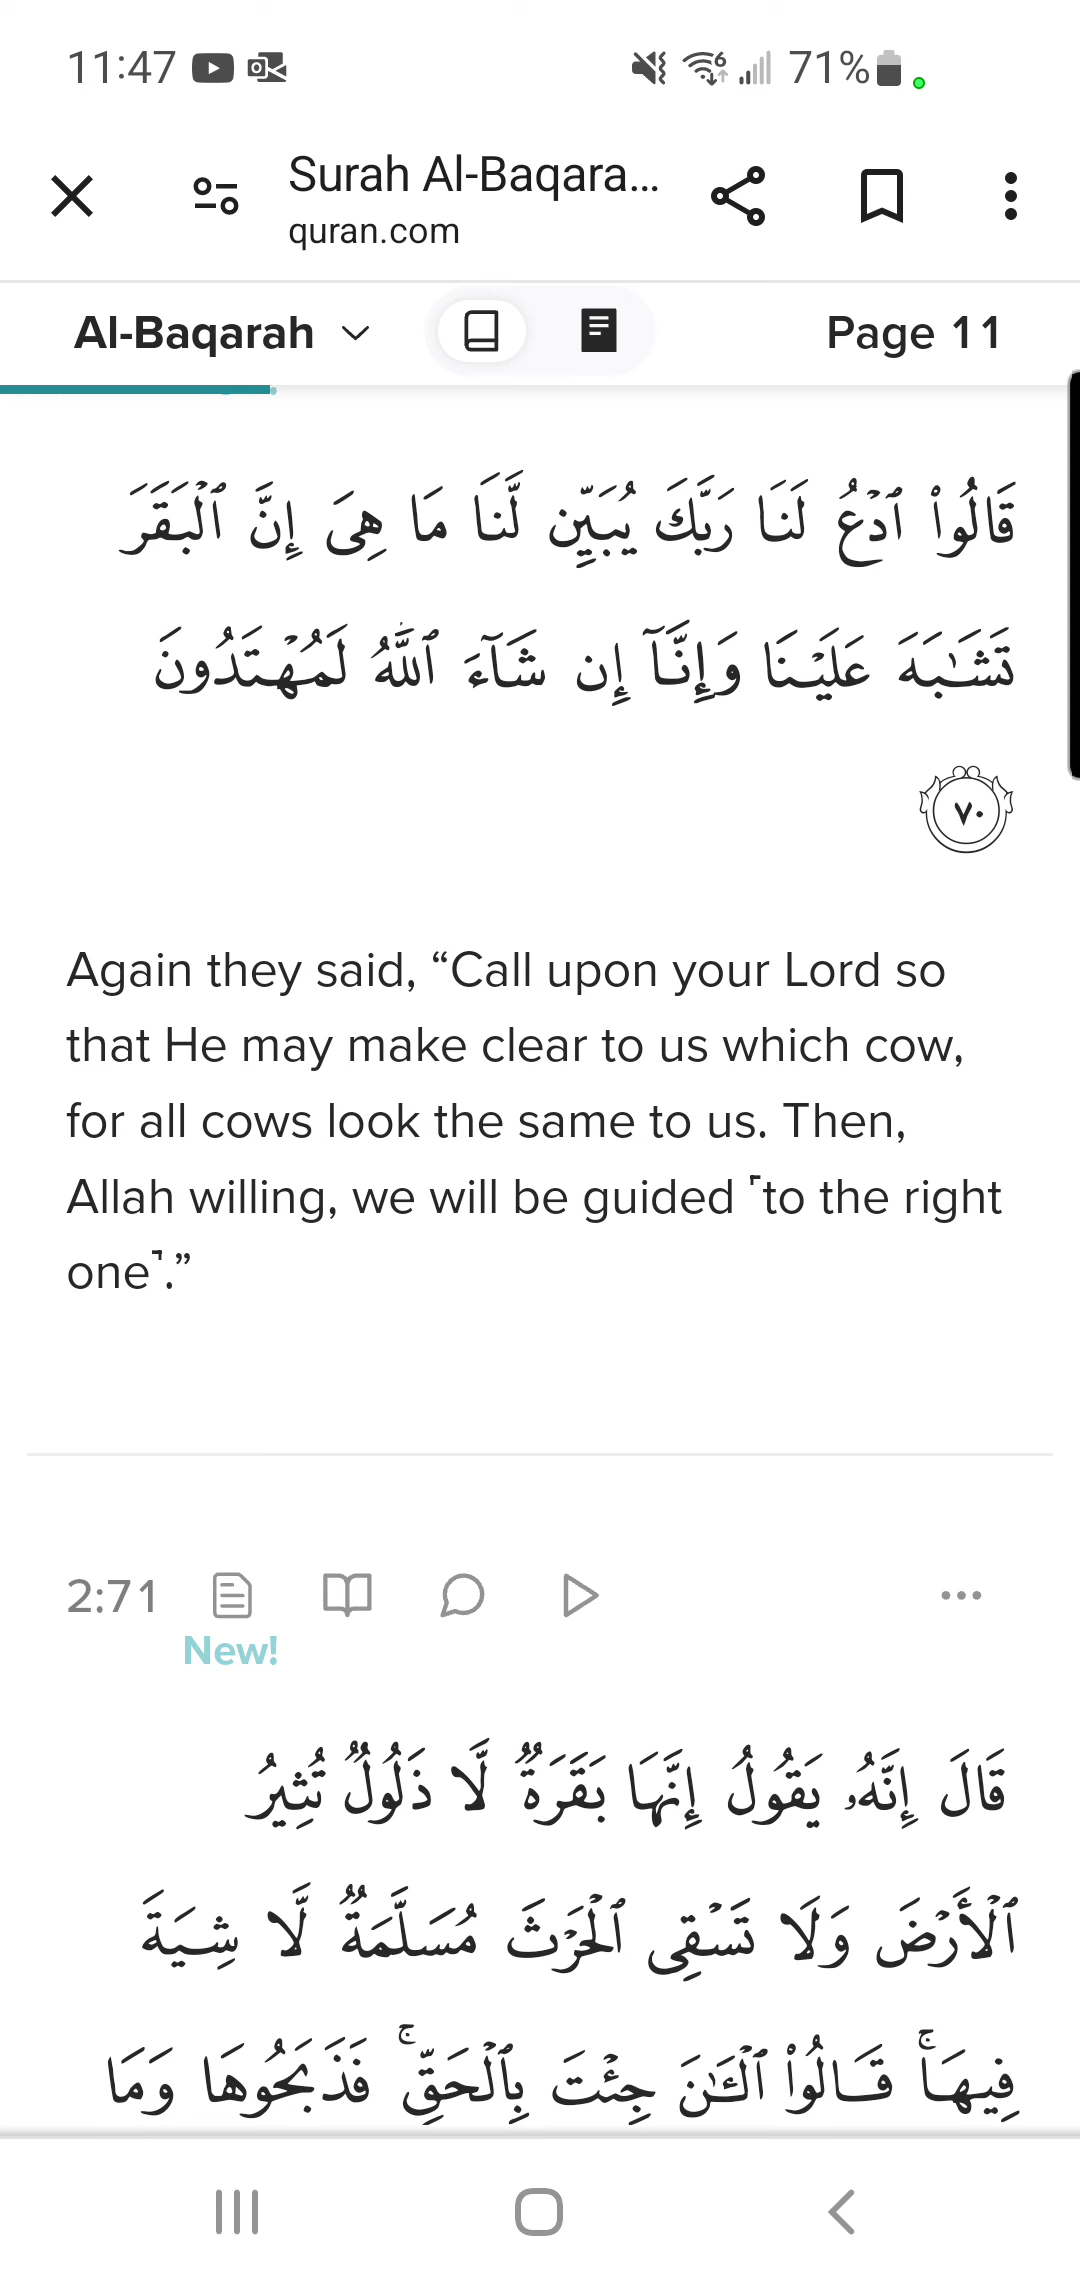 11:47 71%
Surah Al-Baqara...
quran.com
Al-Baqarah Page 11
قَالُوا۟ ٱدْعُ لَنَا رَبَّكَ يُبَيِّن لَّنَا مَا هِىَ إِنَّ ٱلْبَقَرَ
تَشَـٰبَهَ عَلَيْنَا وَإِنَّآ إِن شَآءَ ٱللَّهُ لَمُهْتَدُونَ
٧٠
Again they said, “Call upon your Lord so
that He may make clear to us which cow,
for all cows look the same to us. Then,
Allah willing, we will be guided ˹to the right
one˺.”
2:71
New!
قَالَ إِنَّهُۥ يَقُولُ إِنَّهَا بَقَرَةٌ لَّا ذَلُولٌ تُثِيرُ
ٱلْأَرْضَ وَلَا تَسْقِى ٱلْحَرْثَ مُسَلَّمَةٌ لَّا شِيَةَ
فِيهَا ۚ قَالُوا۟ ٱلْـَٔـٰنَ جِئْتَ بِٱلْحَقِّ ۚ فَذَبَحُوهَا وَمَا